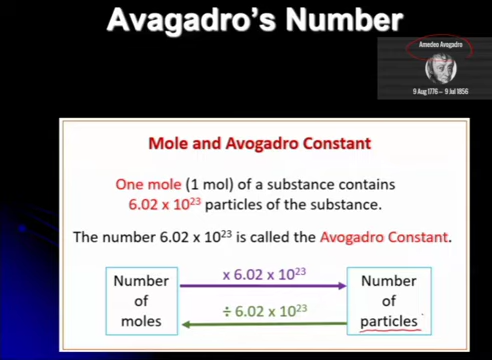 Avagadro's Number
Amedeo Avogadro
9 Aug 1776 – 9 Jul 1856
Mole and Avogadro Constant
One mole (1 mol) of a substance contains
6.02 x 10²³ particles of the substance.
The number 6.02 x 10²³ is called the Avogadro Constant.
Number
of
moles
x 6.02 x 10²³
÷ 6.02 x 10²³
Number
of
particles